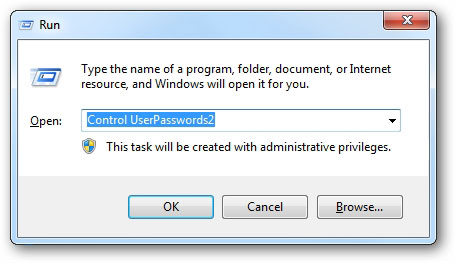 Run
Type the name of a program, folder, document, or Internet
resource, and Windows will open it for you.
Open: Control UserPasswords2
This task will be created with administrative privileges.
OK Cancel Browse...